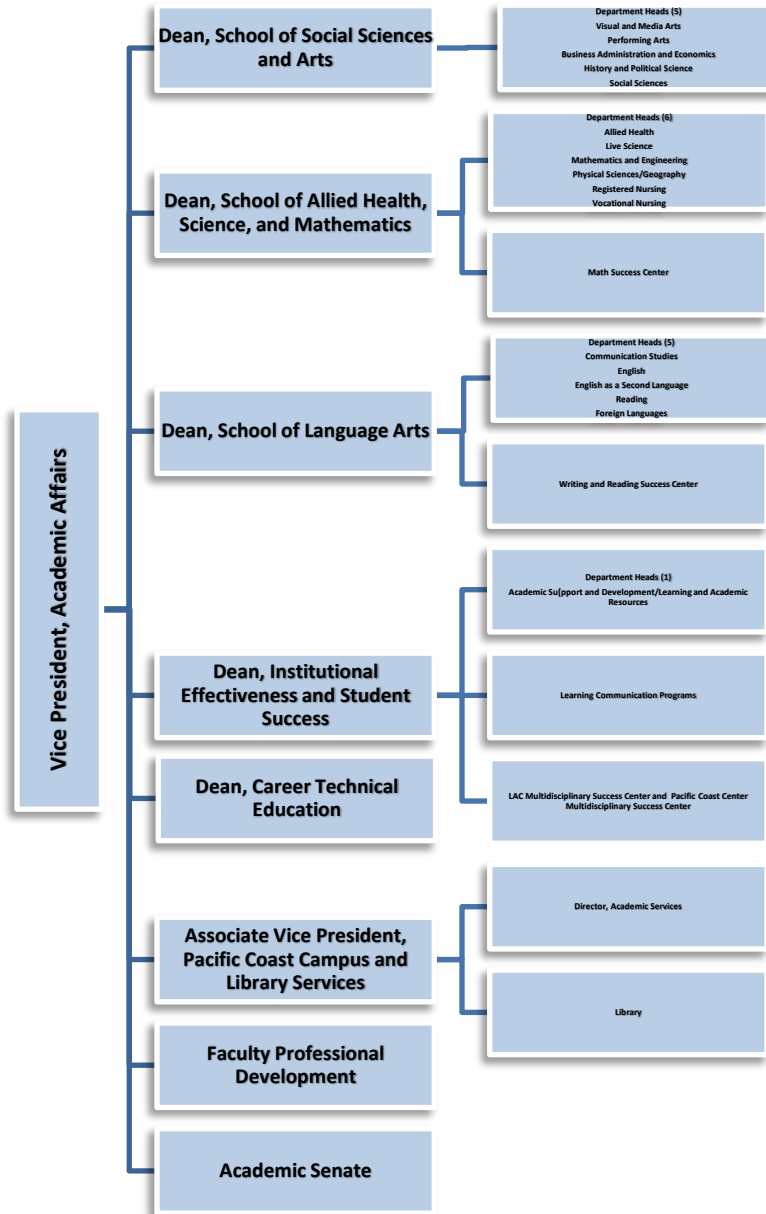 Vice President, Academic Affairs
Dean, School of Social Sciences
and Arts
Department Heads (5)
Visual and Media Arts
Performing Arts
Business Administration and Economics
History and Political Science
Social Sciences
Dean, School of Allied Health,
Science, and Mathematics
Department Heads (6)
Allied Health
Live Science
Mathematics and Engineering
Physical Sciences/Geography
Registered Nursing
Vocational Nursing
Math Success Center
Dean, School of Language Arts
Department Heads (5)
Communication Studies
English
English as a Second Language
Reading
Foreign Languages
Writing and Reading Success Center
Dean, Institutional
Effectiveness and Student
Success
Department Heads (1)
Academic Su[pport and Development/Learning and Academic
Resources
Learning Communication Programs
LAC Multidisciplinary Success Center and Pacific Coast Center
Multidisciplinary Success Center
Dean, Career Technical
Education
Associate Vice President,
Pacific Coast Campus and
Library Services
Director, Academic Services
Library
Faculty Professional
Development
Academic Senate